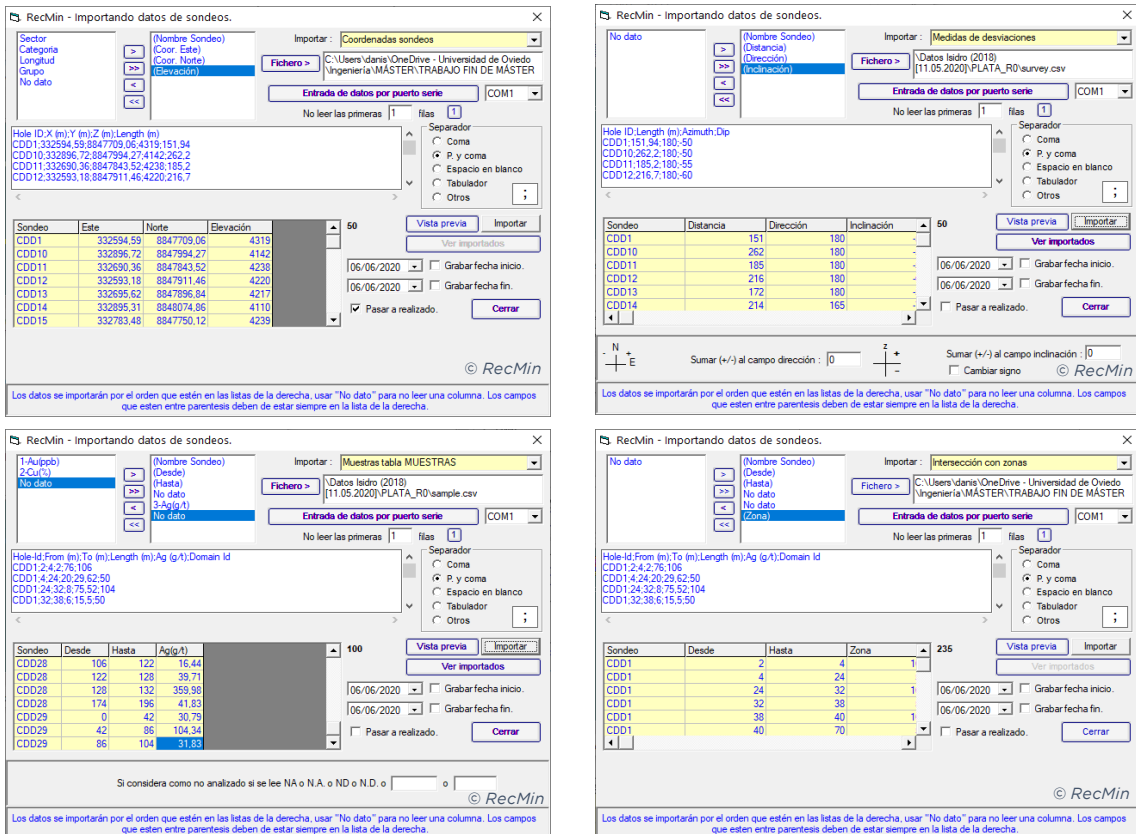 RecMin - Importando datos de sondeos.
Sector
Categoria
Longitud
Grupo
No dato
>
>>
<
<<
(Nombre Sondeo)
(Coor. Este)
(Coor. Norte)
(Elevación)
Importar : Coordenadas sondeos
Fichero > C:\Users\danis\OneDrive - Universidad de Oviedo
\Ingeniería\MÁSTER\TRABAJO FIN DE MÁSTER
Entrada de datos por puerto serie COM1
No leer las primeras 1 filas 1
Hole ID;X (m);Y (m);Z (m);Length (m)
CDD1;332594,59;8847709,06;4319;151,94
CDD10;332896,72;8847994,27;4142;262,2
CDD11;332690,36;8847843,52;4238;185,2
CDD12;332593,18;8847911,46;4220;216,7
Separador
Coma
P. y coma
Espacio en blanco
Tabulador
Otros ;
Sondeo Este Norte Elevación
CDD1 332594,59 8847709,06 4319
CDD10 332896,72 8847994,27 4142
CDD11 332690,36 8847843,52 4238
CDD12 332593,18 8847911,46 4220
CDD13 332695,62 8847896,84 4217
CDD14 332895,31 8848074,86 4110
CDD15 332783,48 8847750,12 4239
50 Vista previa Importar
Ver importados
06/06/2020 Grabar fecha inicio.
06/06/2020 Grabar fecha fin.
Pasar a realizado. Cerrar
© RecMin
Los datos se importarán por el orden que estén en las listas de la derecha, usar "No dato" para no leer una columna. Los campos
que esten entre parentesis deben de estar siempre en la lista de la derecha.
RecMin - Importando datos de sondeos.
No dato
>
>>
<
<<
(Nombre Sondeo)
(Distancia)
(Dirección)
(Inclinación)
Importar : Medidas de desviaciones
Fichero > \Datos Isidro (2018)
[11.05.2020]\PLATA_R0\survey.csv
Entrada de datos por puerto serie COM1
No leer las primeras 1 filas 1
Hole ID;Length (m);Azimuth;Dip
CDD1;151,94;180;-50
CDD10;262,2;180;-50
CDD11;185,2;180;-55
CDD12;216,7;180;-60
Separador
Coma
P. y coma
Espacio en blanco
Tabulador
Otros ;
Sondeo Distancia Dirección Inclinación
CDD1 151 180 -
CDD10 262 180 -
CDD11 185 180 -
CDD12 216 180 -
CDD13 172 180 -
CDD14 214 165 -
50 Vista previa Importar
Ver importados
06/06/2020 Grabar fecha inicio.
06/06/2020 Grabar fecha fin.
Pasar a realizado. Cerrar
- N + E
Sumar (+/-) al campo dirección : 0
z + -
Sumar (+/-) al campo inclinación : 0
Cambiar signo
© RecMin
Los datos se importarán por el orden que estén en las listas de la derecha, usar "No dato" para no leer una columna. Los campos
que esten entre parentesis deben de estar siempre en la lista de la derecha.
RecMin - Importando datos de sondeos.
1-Au(ppb)
2-Cu(%)
No dato
>
>>
<
<<
(Nombre Sondeo)
(Desde)
(Hasta)
No dato
3-Ag(g/t)
No dato
Importar : Muestras tabla MUESTRAS
Fichero > \Datos Isidro (2018)
[11.05.2020]\PLATA_R0\sample.csv
Entrada de datos por puerto serie COM1
No leer las primeras 1 filas 1
Hole-Id;From (m);To (m);Length (m);Ag (g/t);Domain Id
CDD1;2;4;2;76;106
CDD1;4;24;20;29,62;50
CDD1;24;32;8;75,52;104
CDD1;32;38;6;15,5;50
Separador
Coma
P. y coma
Espacio en blanco
Tabulador
Otros ;
Sondeo Desde Hasta Ag(g/t)
CDD28 106 122 16,44
CDD28 122 128 39,71
CDD28 128 132 359,98
CDD28 174 196 41,83
CDD29 0 42 30,79
CDD29 42 86 104,34
CDD29 86 104 31,83
100 Vista previa Importar
Ver importados
06/06/2020 Grabar fecha inicio.
06/06/2020 Grabar fecha fin.
Pasar a realizado. Cerrar
Si considera como no analizado si se lee NA o N.A. o ND o N.D. o o
© RecMin
Los datos se importarán por el orden que estén en las listas de la derecha, usar "No dato" para no leer una columna. Los campos
que esten entre parentesis deben de estar siempre en la lista de la derecha.
RecMin - Importando datos de sondeos.
No dato
>
>>
<
<<
(Nombre Sondeo)
(Desde)
(Hasta)
No dato
No dato
(Zona)
Importar : Intersección con zonas
Fichero > C:\Users\danis\OneDrive - Universidad de Oviedo
\Ingeniería\MÁSTER\TRABAJO FIN DE MÁSTER
Entrada de datos por puerto serie COM1
No leer las primeras 1 filas 1
Hole-Id;From (m);To (m);Length (m);Ag (g/t);Domain Id
CDD1;2;4;2;76;106
CDD1;4;24;20;29,62;50
CDD1;24;32;8;75,52;104
CDD1;32;38;6;15,5;50
Separador
Coma
P. y coma
Espacio en blanco
Tabulador
Otros ;
Sondeo Desde Hasta Zona
CDD1 2 4 1
CDD1 4 24
CDD1 24 32 1
CDD1 32 38
CDD1 38 40 1
CDD1 40 70
235 Vista previa Importar
Ver importados
06/06/2020 Grabar fecha inicio.
06/06/2020 Grabar fecha fin.
Pasar a realizado. Cerrar
© RecMin
Los datos se importarán por el orden que estén en las listas de la derecha, usar "No dato" para no leer una columna. Los campos
que esten entre parentesis deben de estar siempre en la lista de la derecha.